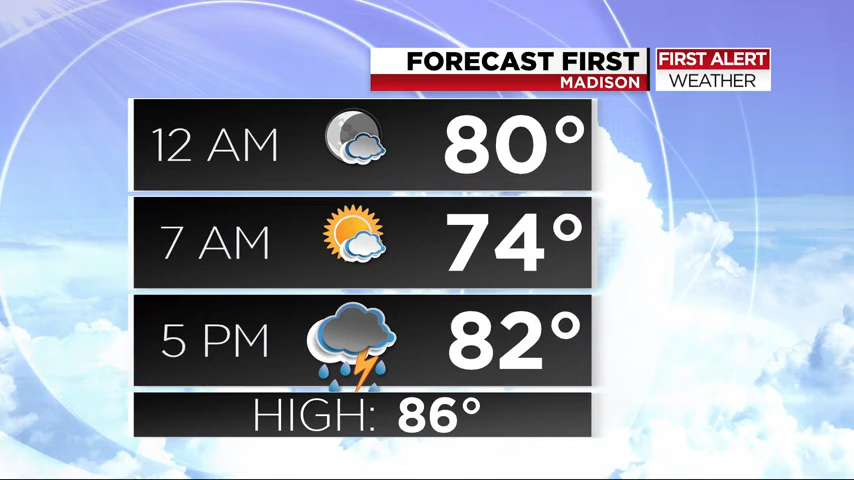 FORECAST FIRST
MADISON
FIRST ALERT
WEATHER
12 AM 80°
7 AM 74°
5 PM 82°
HIGH: 86°